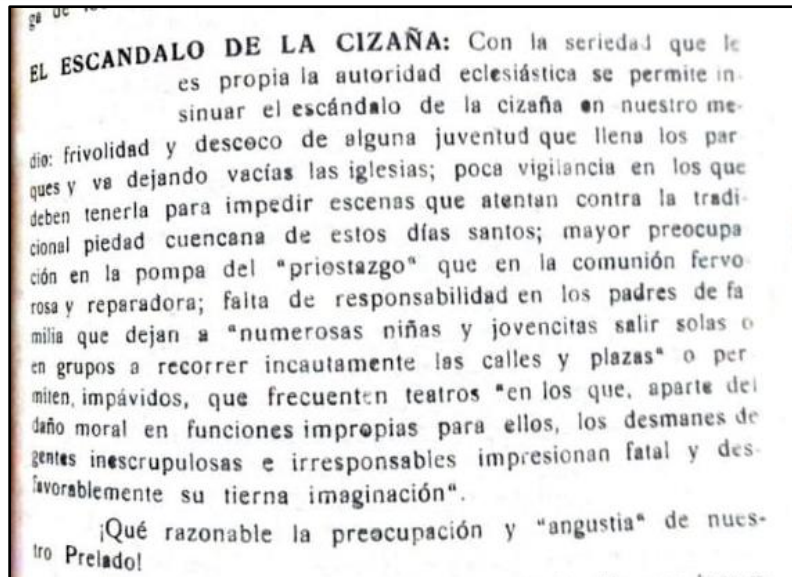 ga de
EL ESCANDALO DE LA CIZAÑA: Con la seriedad que le
es propia la autoridad eclesiástica se permite in-
sinuar el escándalo de la cizaña en nuestro me-
dio: frivolidad y descoco de alguna juventud que llena los par
ques y va dejando vacías las iglesias; poca vigilancia en los que
deben tenerla para impedir escenas que atentan contra la tradi-
cional piedad cuencana de estos días santos; mayor preocupa
ción en la pompa del "priostazgo" que en la comunión fervo
rosa y reparadora; falta de responsabilidad en los padres de fa
milia que dejan a "numerosas niñas y jovencitas salir solas o
en grupos a recorrer incautamente las calles y plazas" o per
miten, impávidos, que frecuenten teatros "en los que, aparte del
daño moral en funciones impropias para ellos, los desmanes de
gentes inescrupulosas e irresponsables impresionan fatal y des-
favorablemente su tierna imaginación".
¡Qué razonable la preocupación y "angustia" de nues-
tro Prelado!